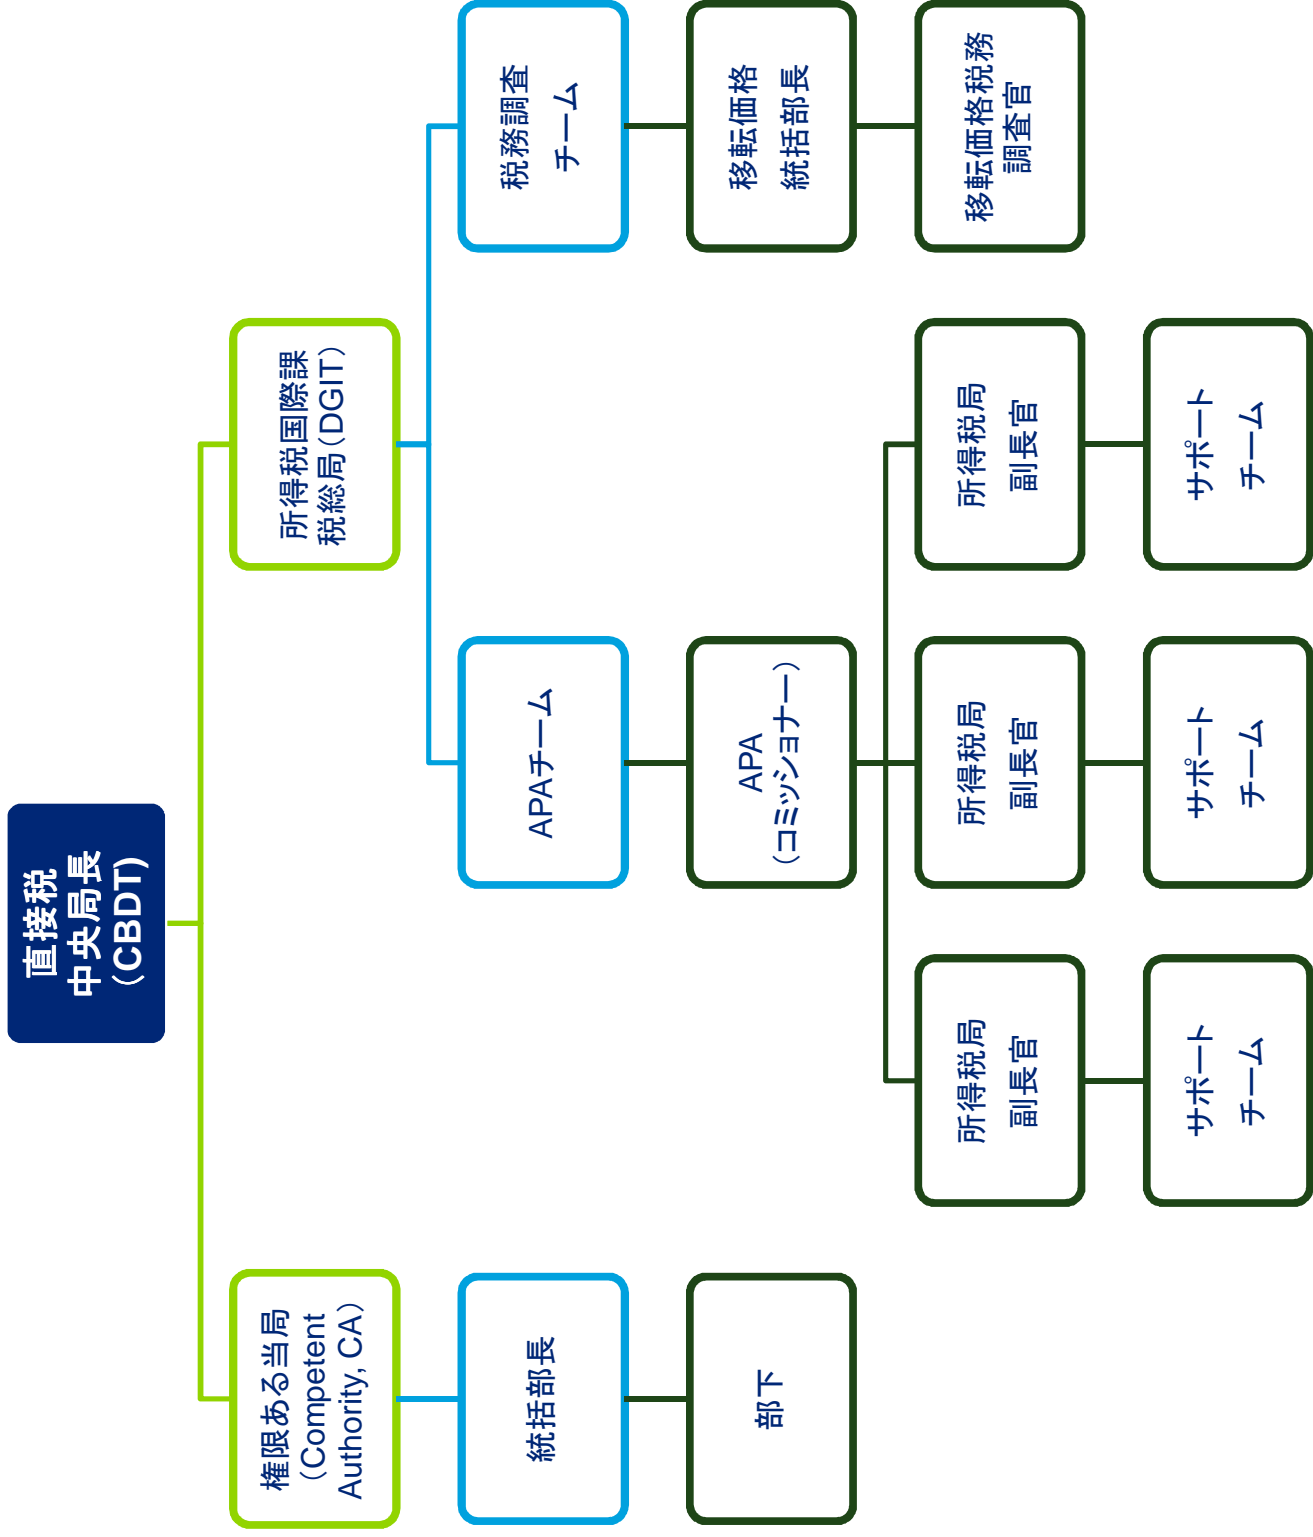 直接税
中央局長
（CBDT)
権限ある当局
（Competent
Authority, CA）
所得税国際課
税総局（DGIT）
統括部長
APAチーム
税務調査
チーム
部下
APA
（コミッショナー）
移転価格
統括部長
所得税局
副長官
所得税局
副長官
所得税局
副長官
移転価格税務
調査官
サポート
チーム
サポート
チーム
サポート
チーム